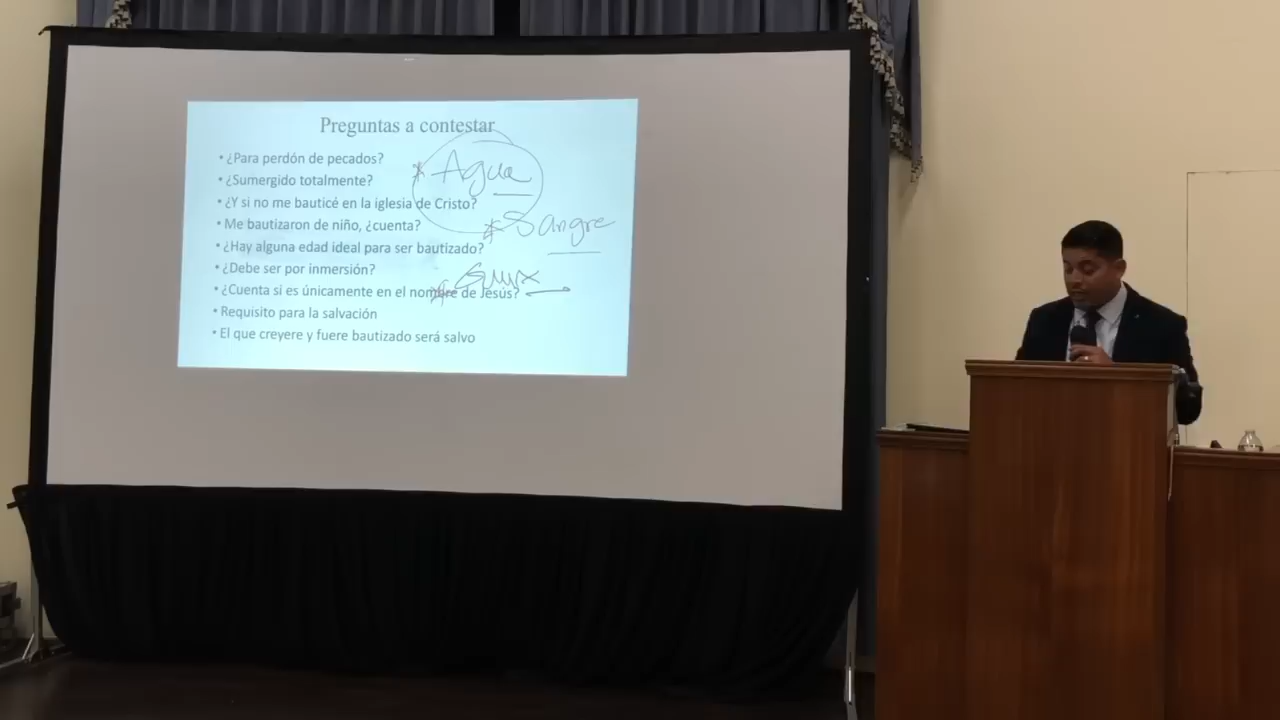 Preguntas a contestar
• ¿Para perdón de pecados?
• ¿Sumergido totalmente?
• ¿Y si no me bauticé en la iglesia de Cristo?
• Me bautizaron de niño, ¿cuenta?
• ¿Hay alguna edad ideal para ser bautizado?
• ¿Debe ser por inmersión?
• ¿Cuenta si es únicamente en el nombre de Jesús?
• Requisito para la salvación
• El que creyere y fuere bautizado será salvo
* Agua
* Sangre